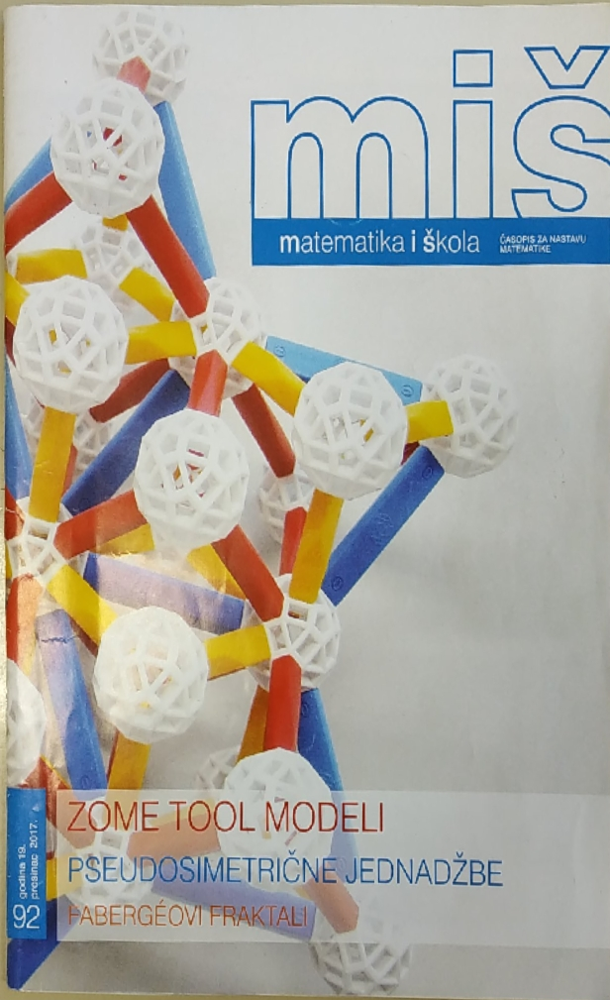 miš
matematika i škola
ČASOPIS ZA NASTAVU
MATEMATIKE
ZOME TOOL MODELI
PSEUDOSIMETRIČNE JEDNADŽBE
FABERGÉOVI FRAKTALI
godina 19.
prosinac 2017.
92